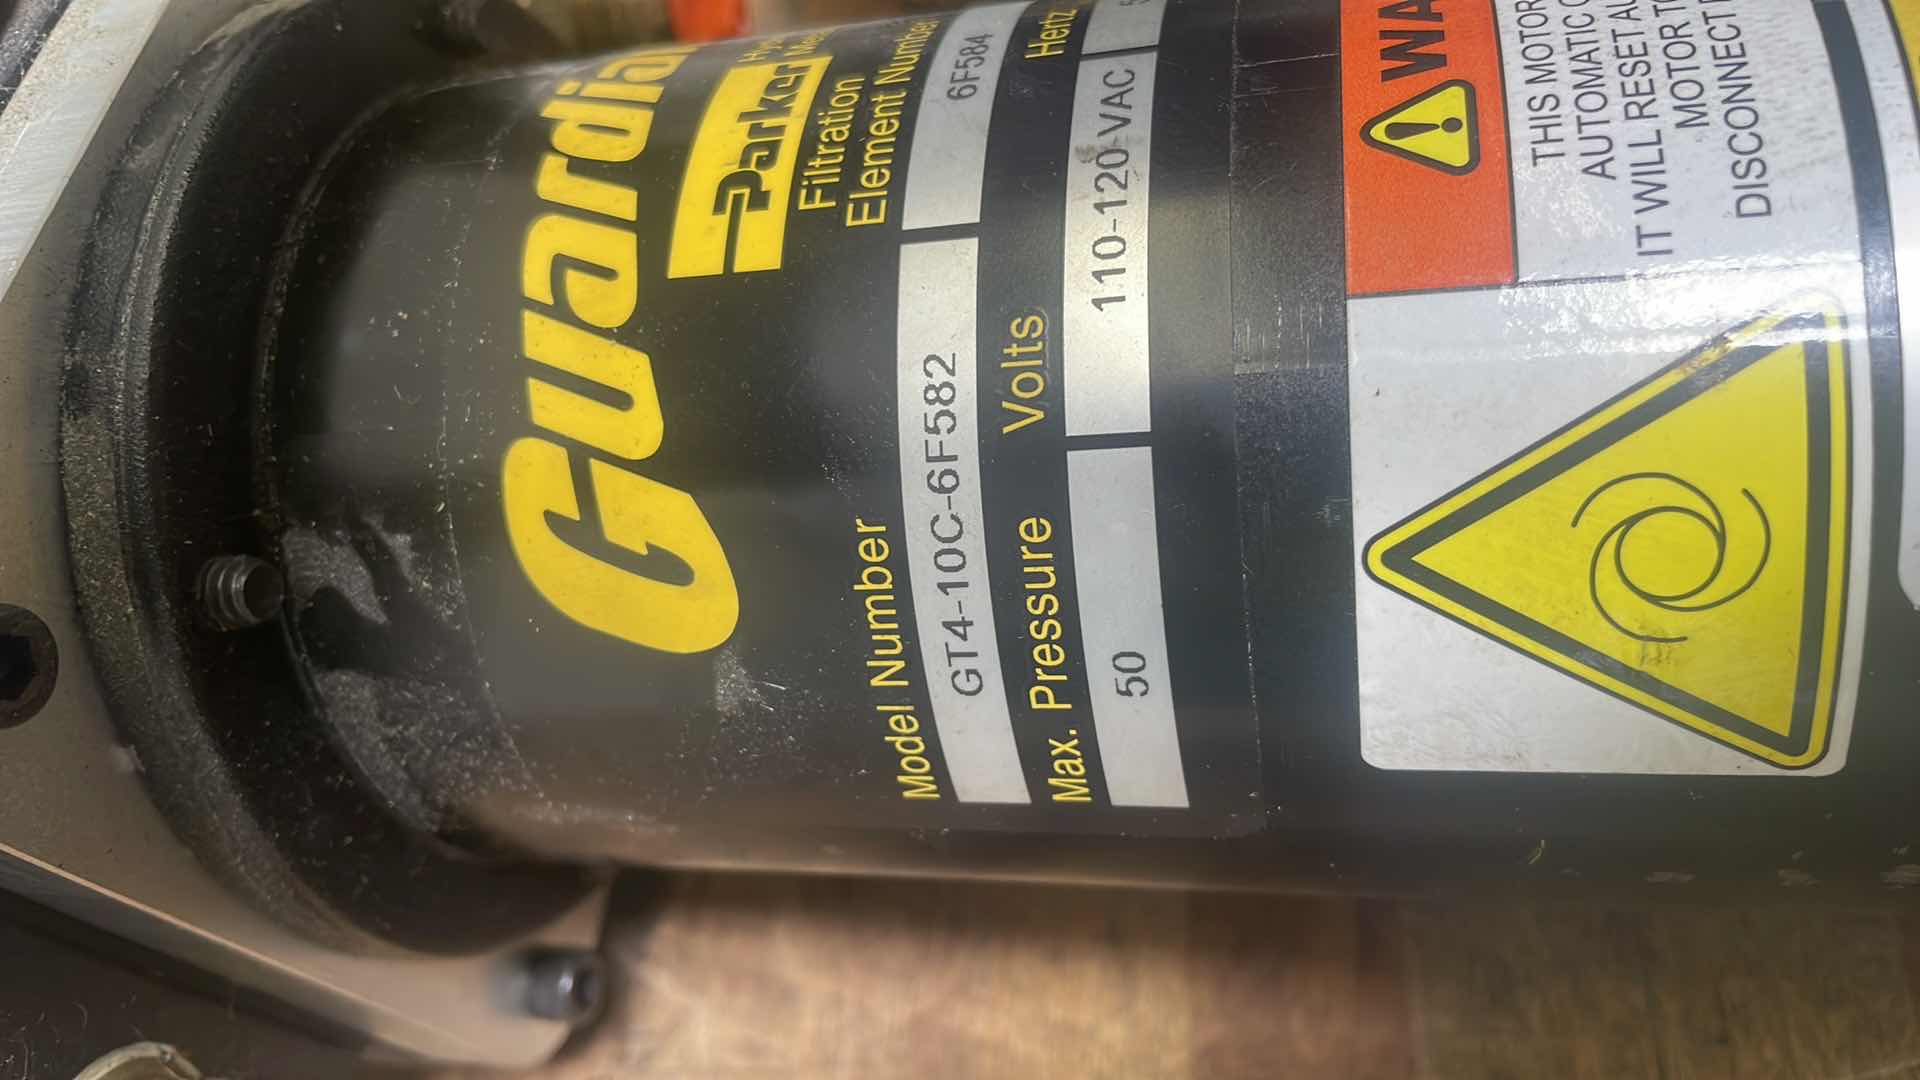 Guardian
Parker
Filtration
Model Number
Element Number
GT4-10C-6F582
6F584
Max. Pressure
Volts
Hertz
50
110-120 VAC
THIS MOTOR
AUTOMATIC
IT WILL RESET
MOTOR
DISCONNECT